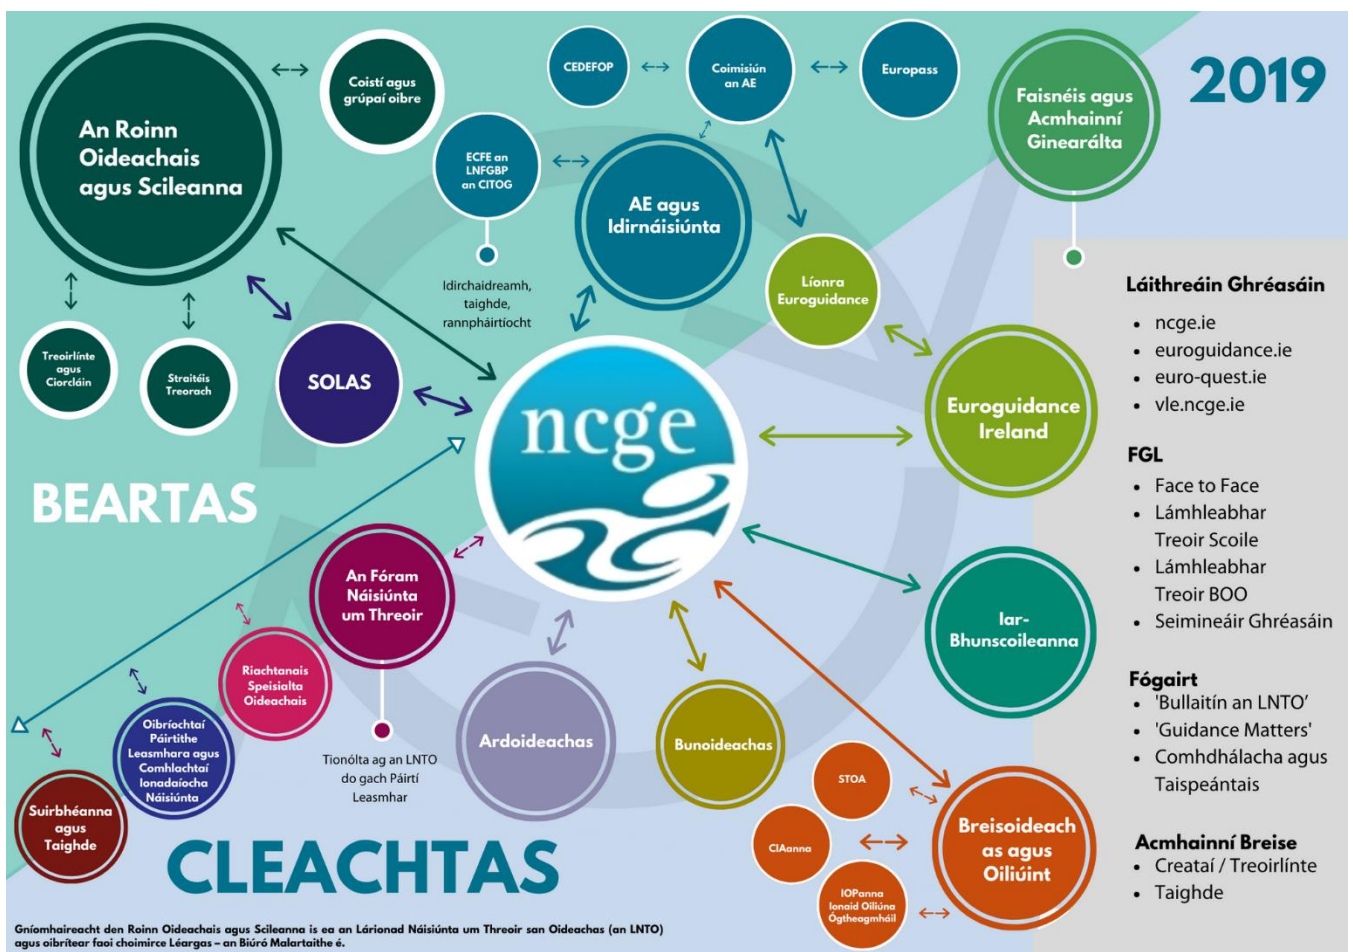 2019
An Roinn
Oideachais
agus Scileanna
Coistí agus
grúpaí oibre
CEDEFOP
Coimisiún
an AE
Europass
Faisnéis agus
Acmhainní
Ginearálta
ECFE an
LNFGBP
an CITOG
AE agus
Idirnáisiúnta
Idirchaidreamh,
taighde,
rannpháirtíocht
Líonra
Euroguidance
Treoirlínte
agus
Ciorcláin
Straitéis
Treorach
SOLAS
ncge
Euroguidance
Ireland
BEARTAS
An Fóram
Náisiúnta
um Threoir
Iar-
Bhunscoileanna
Riachtanais
Speisialta
Oideachais
Oibríochtaí
Páirtithe
Leasmhara agus
Comhlachtaí
Ionadaíocha
Náisiúnta
Suirbhéanna
agus
Taighde
Tionólta ag an LNTO
do gach Páirtí
Leasmhar
Ardoideachas
Bunoideachas
STOA
CIAanna
IOPanna
Ionaid Oiliúna
Ógtheagmháil
Breisoideach
as agus
Oiliúint
CLEACHTAS
Láithreáin Ghréasáin
• ncge.ie
• euroguidance.ie
• euro-quest.ie
• vle.ncge.ie
FGL
• Face to Face
• Lámhleabhar
Treoir Scoile
• Lámhleabhar
Treoir BOO
• Seimineáir Ghréasáin
Fógairt
• 'Bullaitín an LNTO’
• 'Guidance Matters'
• Comhdhálacha agus
Taispeántais
Acmhainní Breise
• Creataí / Treoirlínte
• Taighde
Gníomhaireacht den Roinn Oideachais agus Scileanna is ea an Lárionad Náisiúnta um Threoir san Oideachas (an LNTO)
agus oibrítear faoi choimirce Léargas – an Biúró Malartaithe é.